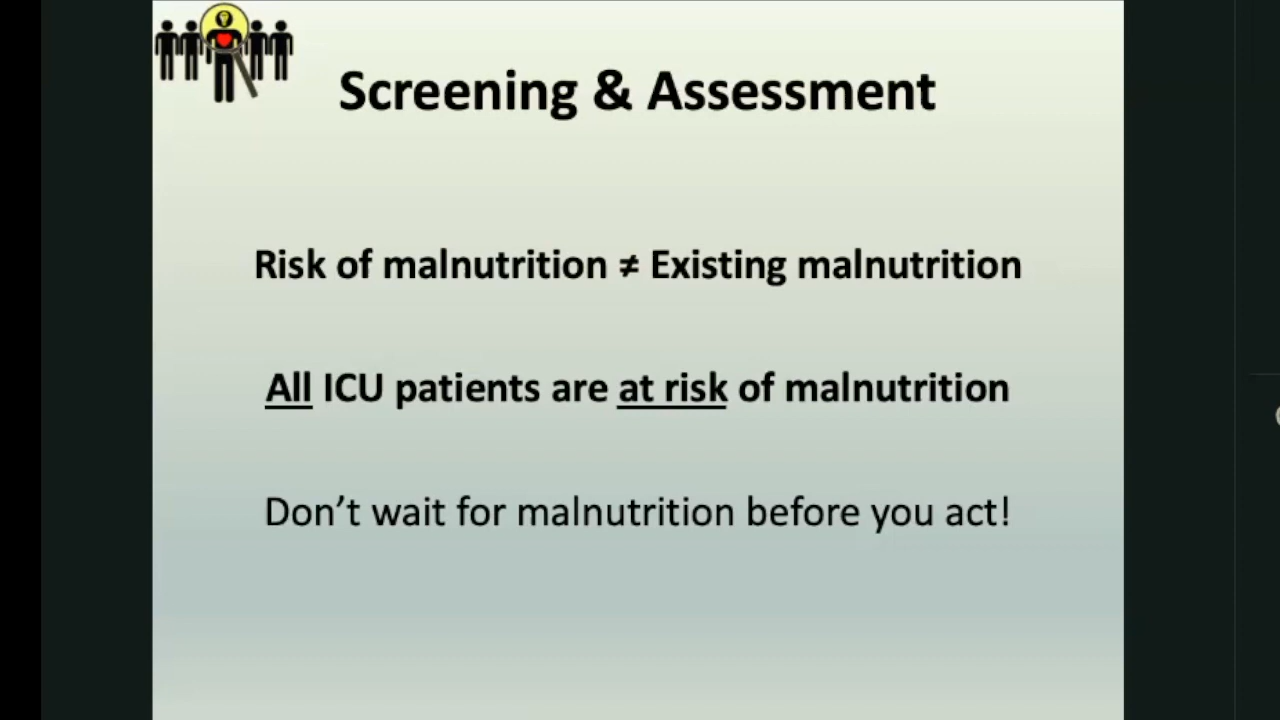 Screening & Assessment
Risk of malnutrition ≠ Existing malnutrition
All ICU patients are at risk of malnutrition
Don’t wait for malnutrition before you act!